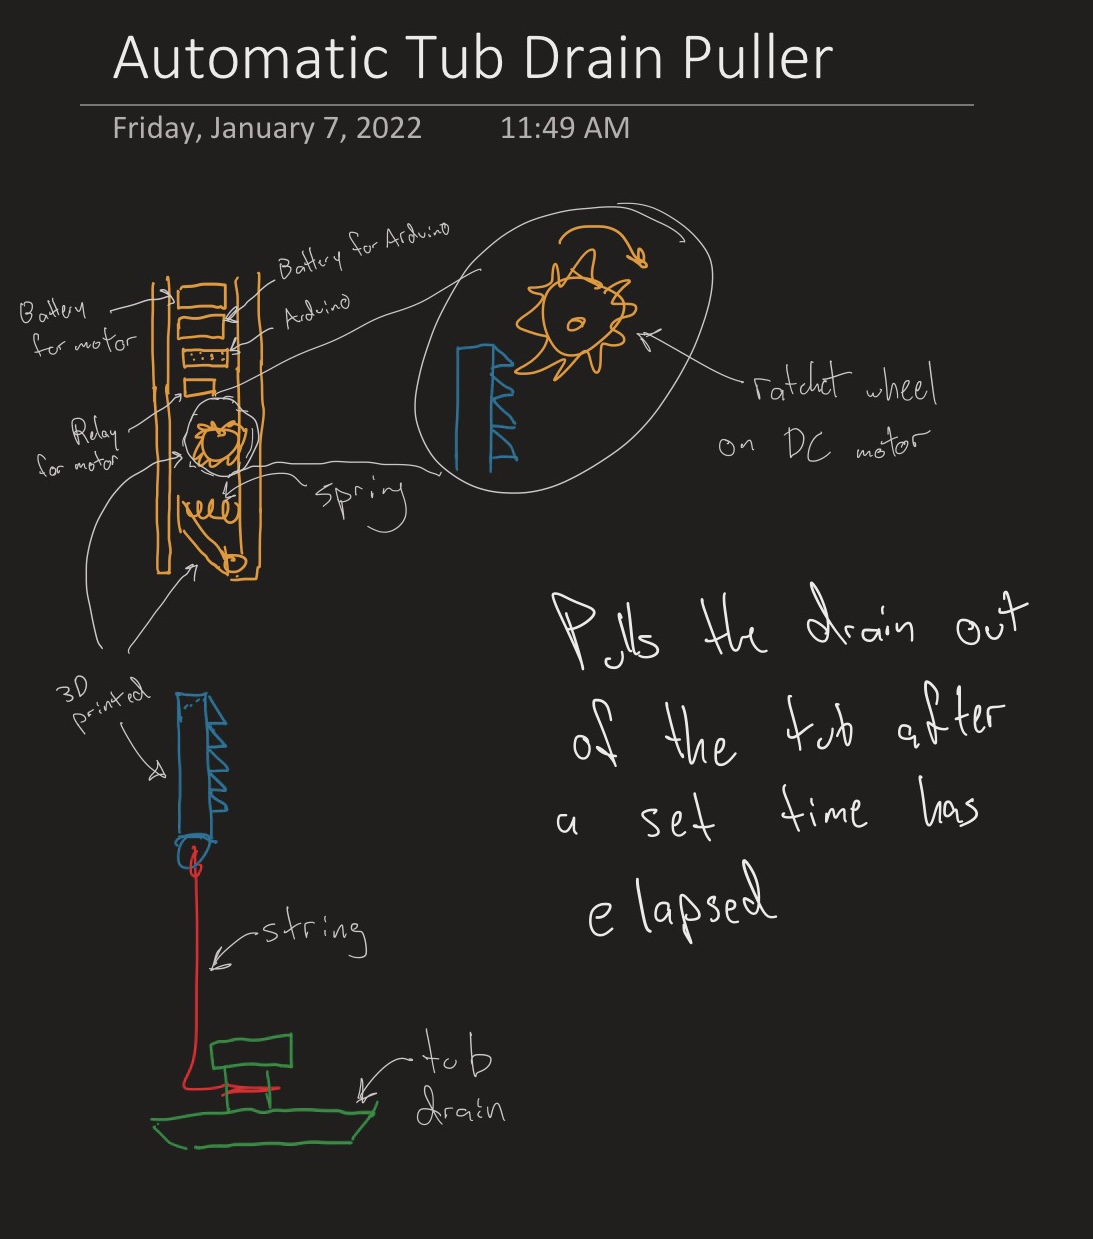 Automatic Tub Drain Puller
Friday, January 7, 2022 11:49 AM
Battery for Arduino
Battery
for motor
Arduino
ratchet wheel
on DC motor
Relay
for motor
spring
Pulls the drain out
of the tub after
a set time has
elapsed
3D
printed
string
tub
drain